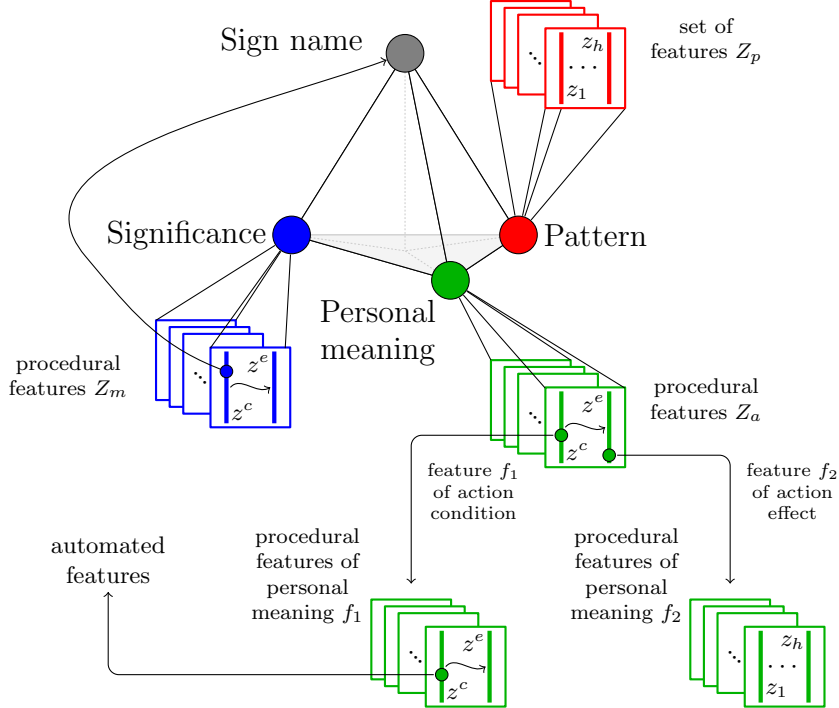 Sign name
set of
features Z_p
z_h
⋱
. . .
z_1
Significance
Pattern
Personal
meaning
procedural
features Z_m
⋱
z^e
z^c
procedural
features Z_a
⋱
z^e
z^c
feature f_1
of action
condition
feature f_2
of action
effect
automated
features
procedural
features of
personal
meaning f_1
⋱
z^e
z^c
procedural
features of
personal
meaning f_2
⋱
z_h
. . .
z_1